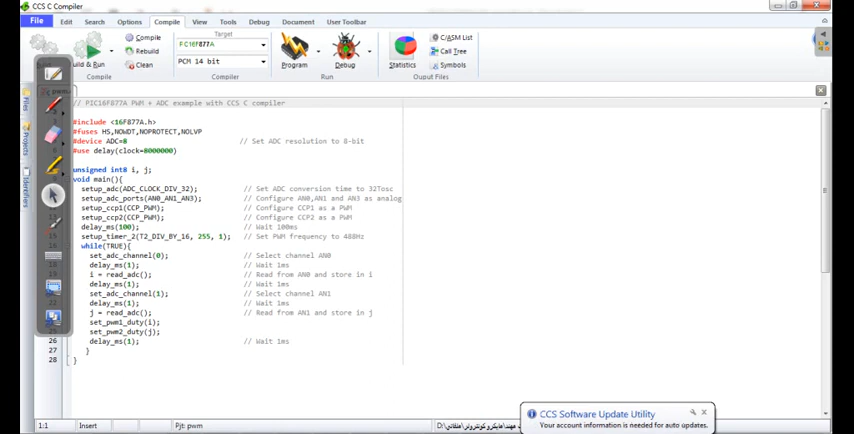 CCS C Compiler
File Edit Search Options Compile View Tools Debug Document User Toolbar
Compile
Rebuild
Clean
Target
PCM 14 bit
Program
Debug
Statistics
C/ASM List
Call Tree
Symbols
Build & Run
Compile Compiler Run Output Files
Files
Projects
Identifiers
// PIC16F877A PWM + ADC example with CCS C compiler
#include <16F877A.h>
#fuses HS,NOWDT,NOPROTECT,NOLVP
#device ADC=8 // Set ADC resolution to 8-bit
#use delay(clock=8000000)
unsigned int8 i, j;
void main(){
setup_adc(ADC_CLOCK_DIV_32); // Set ADC conversion time to 32Tosc
setup_adc_ports(AN0_AN1_AN3); // Configure AN0,AN1 and AN3 as analog
setup_ccp1(CCP_PWM); // Configure CCP1 as a PWM
setup_ccp2(CCP_PWM); // Configure CCP2 as a PWM
delay_ms(100); // Wait 100ms
setup_timer_2(T2_DIV_BY_16, 255, 1); // Set PWM frequency to 488Hz
while(TRUE){
set_adc_channel(0); // Select channel AN0
delay_ms(1); // Wait 1ms
i = read_adc(); // Read from AN0 and store in i
delay_ms(1); // Wait 1ms
set_adc_channel(1); // Select channel AN1
delay_ms(1); // Wait 1ms
j = read_adc(); // Read from AN1 and store in j
set_pwm1_duty(i);
set_pwm2_duty(j);
26 delay_ms(1); // Wait 1ms
27 }
28 }
CCS Software Update Utility
Your account information is needed for auto updates.
1:1 Insert Pjt: pwm